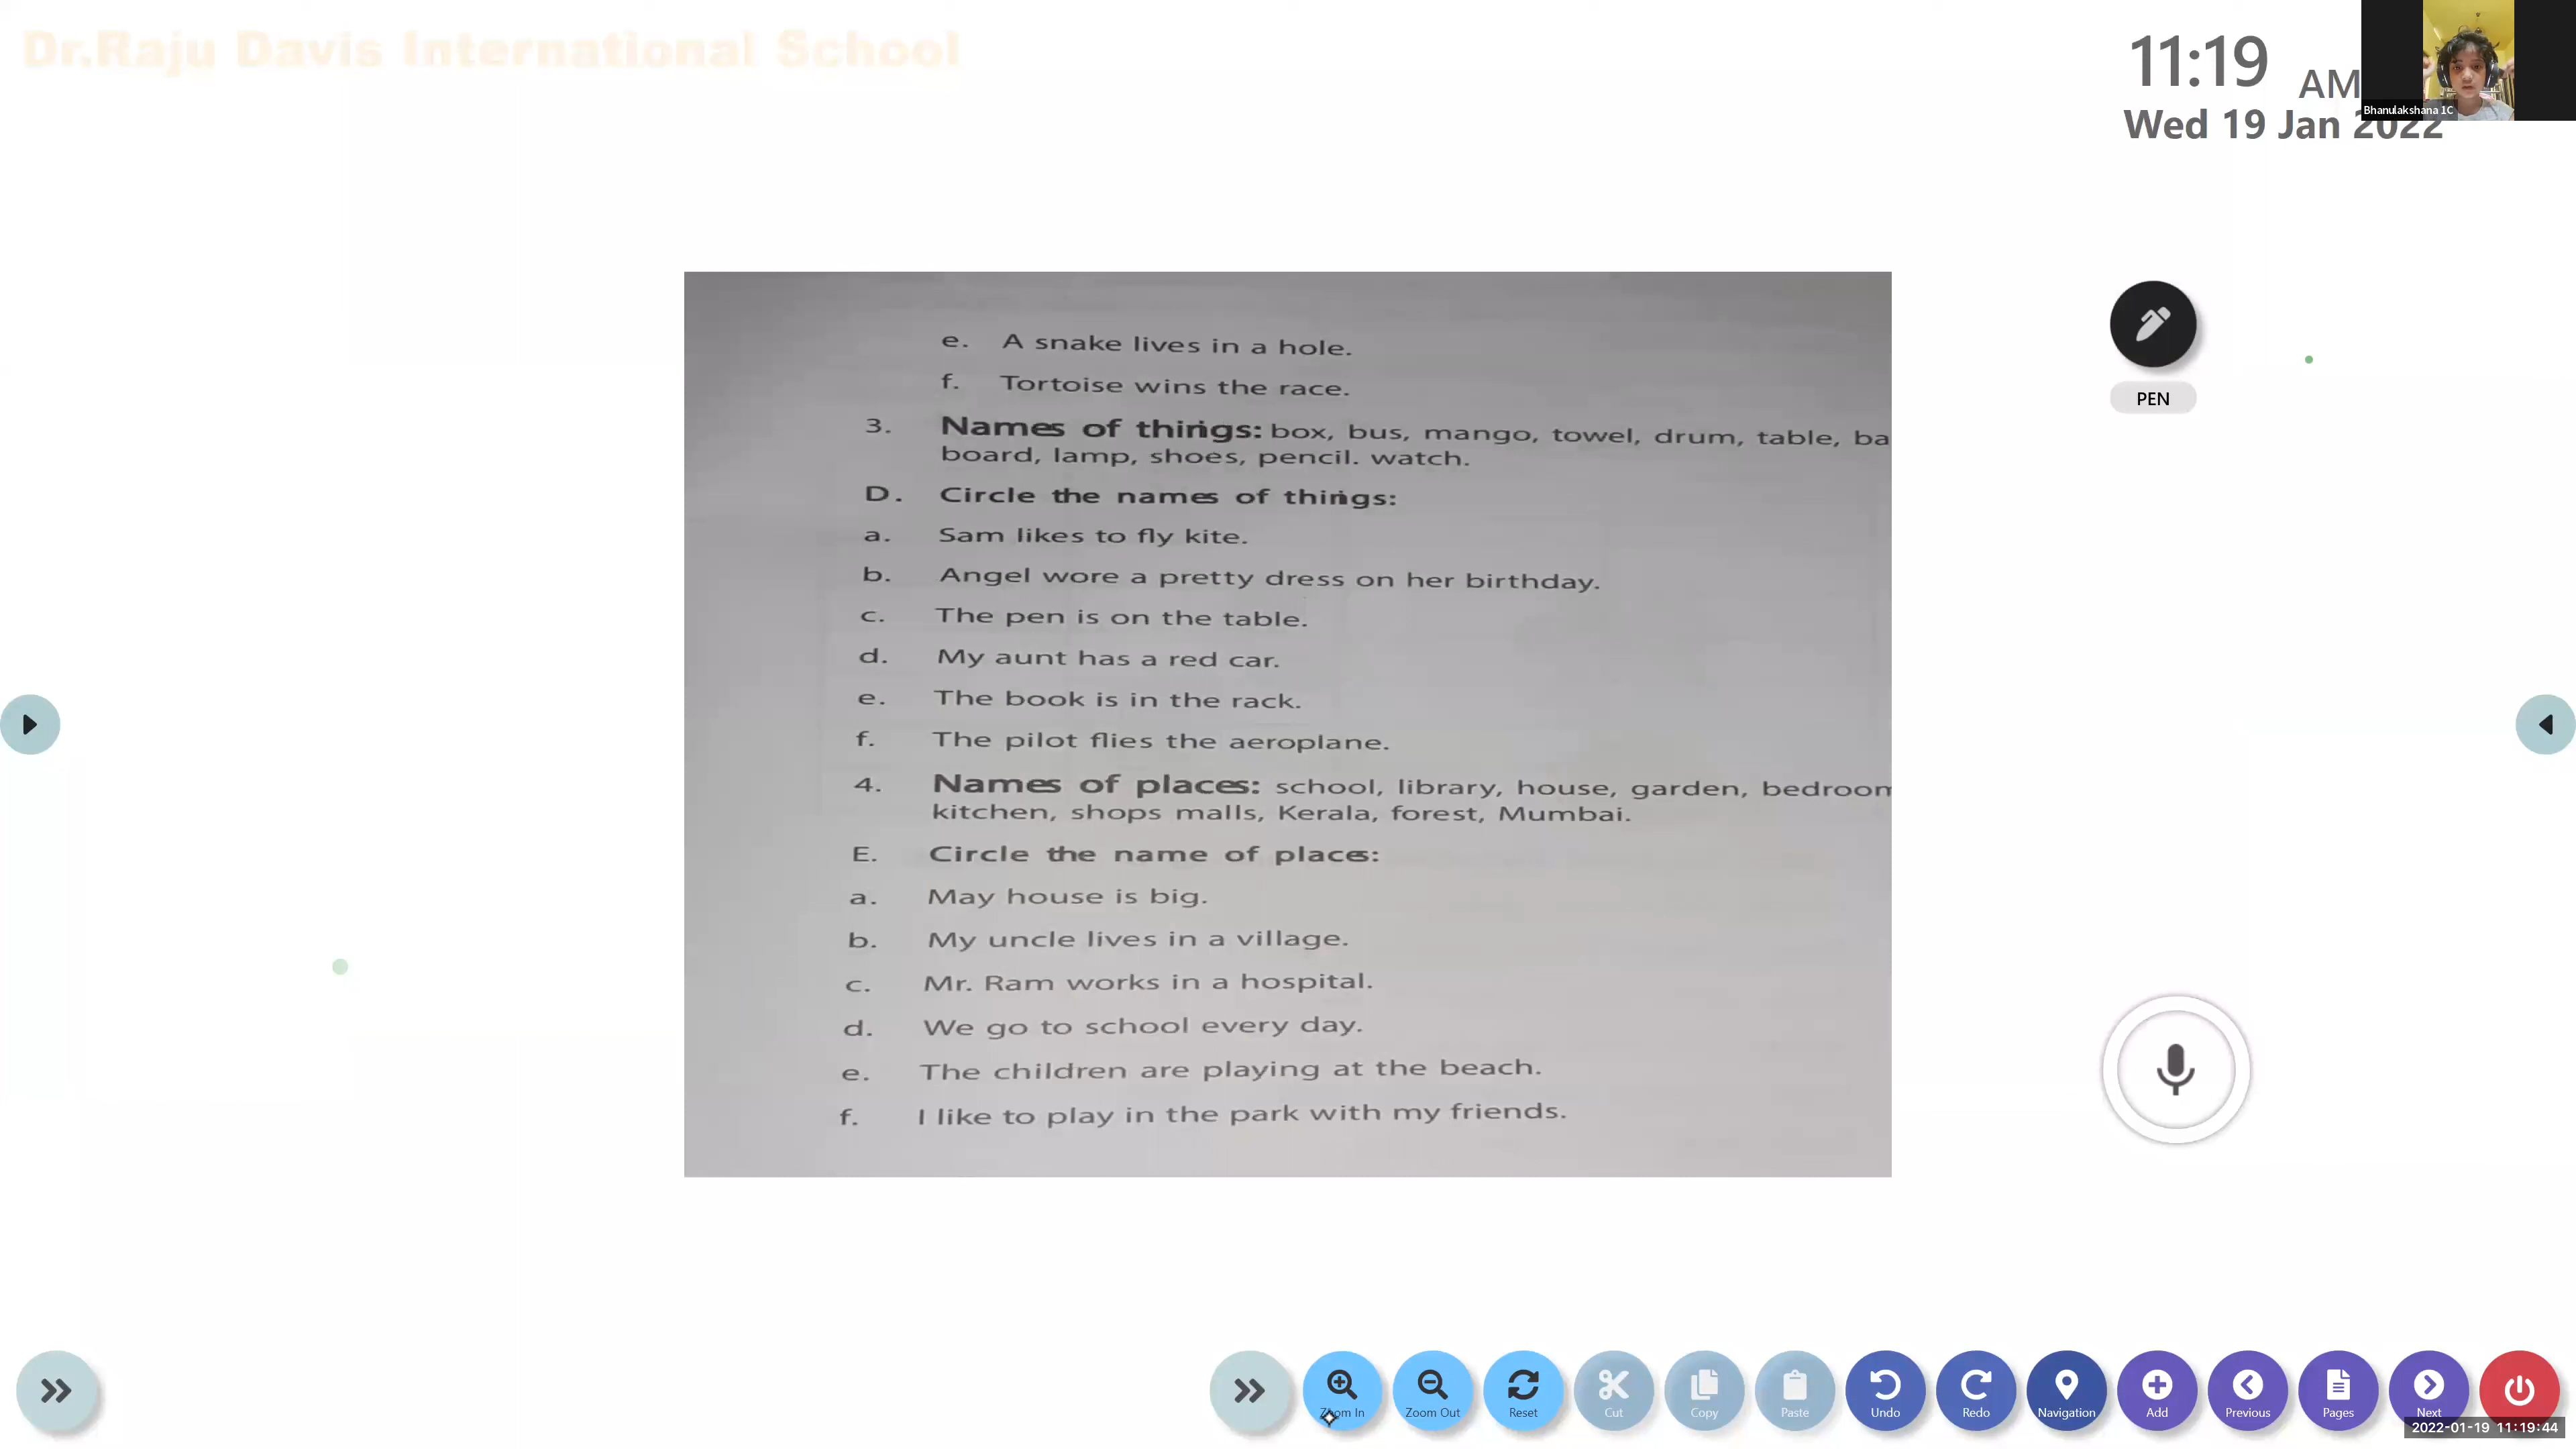 Dr.Raju Davis International School
11:19 AM
Wed 19 Jan 2022
Bhanulakshana 1C
e. A snake lives in a hole.
f. Tortoise wins the race.
3. Names of things: box, bus, mango, towel, drum, table, ba
board, lamp, shoes, pencil. watch.
D. Circle the names of things:
a. Sam likes to fly kite.
b. Angel wore a pretty dress on her birthday.
c. The pen is on the table.
d. My aunt has a red car.
e. The book is in the rack.
f. The pilot flies the aeroplane.
4. Names of places: school, library, house, garden, bedroom
kitchen, shops malls, Kerala, forest, Mumbai.
E. Circle the name of places:
a. May house is big.
b. My uncle lives in a village.
c. Mr. Ram works in a hospital.
d. We go to school every day.
e. The children are playing at the beach.
f. I like to play in the park with my friends.
PEN
Zoom In Zoom Out Reset Cut Copy Paste Undo Redo Navigation Add Previous Pages Next
2022-01-19 11:19:44